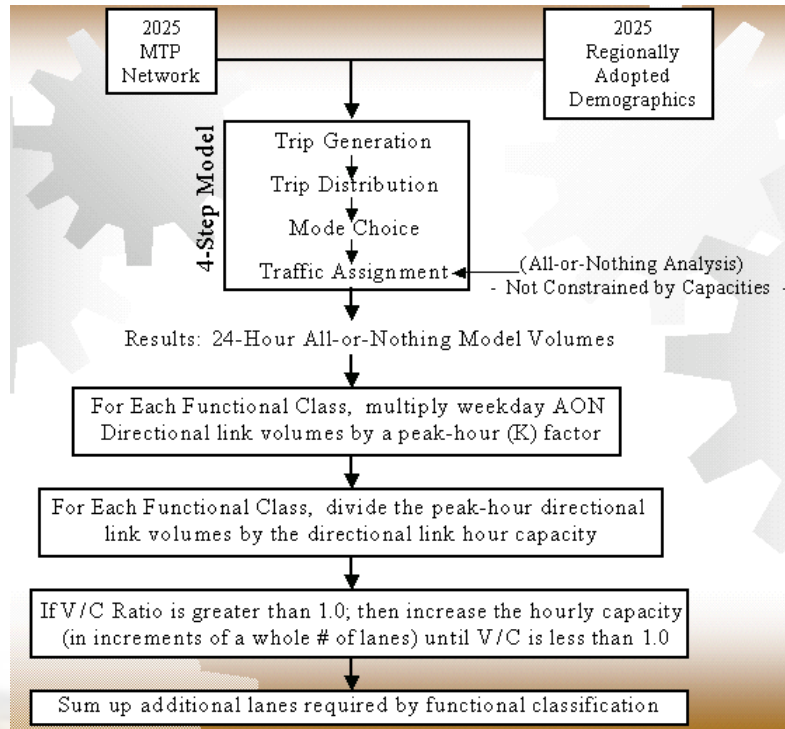 2025
MTP
Network
2025
Regionally
Adopted
Demographics
4-Step Model
Trip Generation
Trip Distribution
Mode Choice
Traffic Assignment
(All-or-Nothing Analysis)
- Not Constrained by Capacities -
Results: 24-Hour All-or-Nothing Model Volumes
For Each Functional Class, multiply weekday AON
Directional link volumes by a peak-hour (K) factor
For Each Functional Class, divide the peak-hour directional
link volumes by the directional link hour capacity
If V/C Ratio is greater than 1.0; then increase the hourly capacity
(in increments of a whole # of lanes) until V/C is less than 1.0
Sum up additional lanes required by functional classification